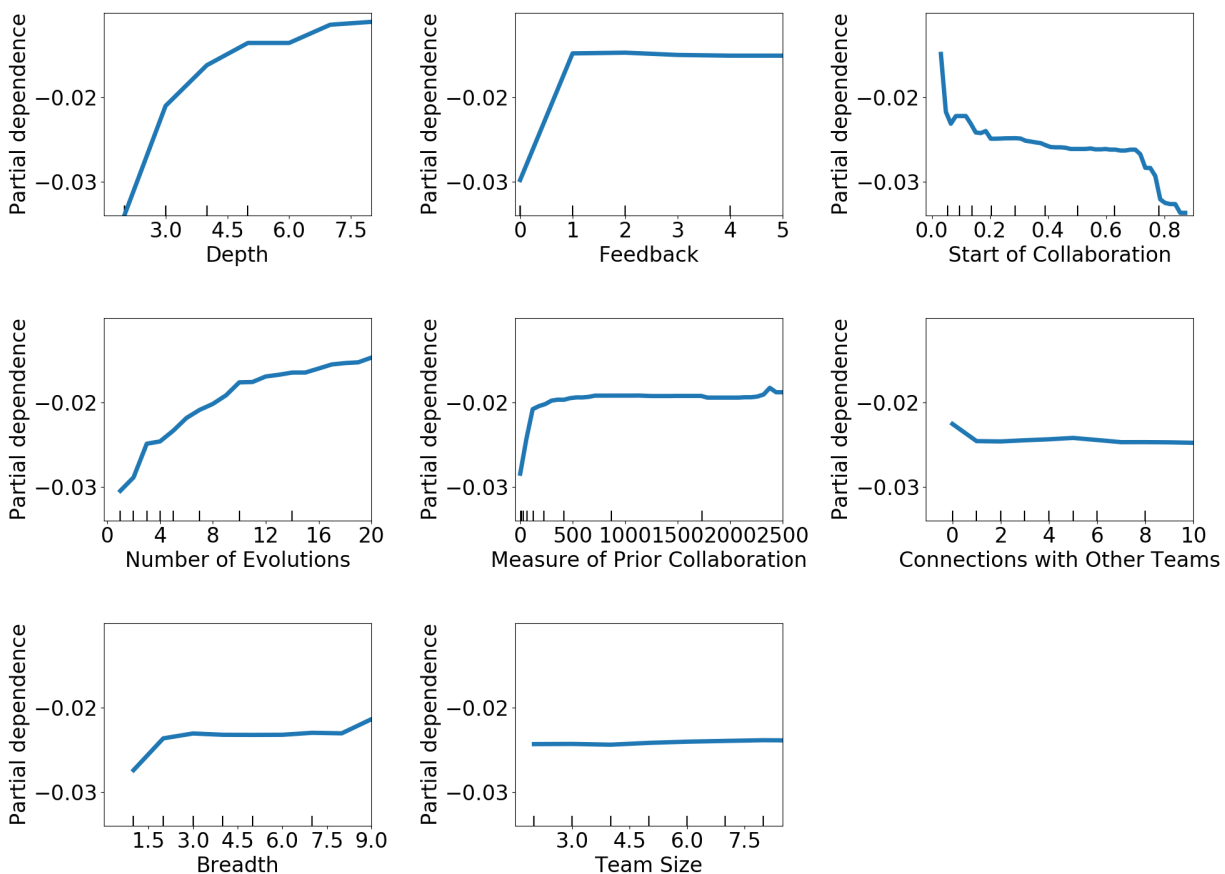 Partial dependence
−0.02
−0.03
3.0 4.5 6.0 7.5
Depth
Partial dependence
−0.02
−0.03
0 1 2 3 4 5
Feedback
Partial dependence
−0.02
−0.03
0.0 0.2 0.4 0.6 0.8
Start of Collaboration
Partial dependence
−0.02
−0.03
0 4 8 12 16 20
Number of Evolutions
Partial dependence
−0.02
−0.03
0 500 1000 1500 2000 2500
Measure of Prior Collaboration
Partial dependence
−0.02
−0.03
0 2 4 6 8 10
Connections with Other Teams
Partial dependence
−0.02
−0.03
1.5 3.0 4.5 6.0 7.5 9.0
Breadth
Partial dependence
−0.02
−0.03
3.0 4.5 6.0 7.5
Team Size